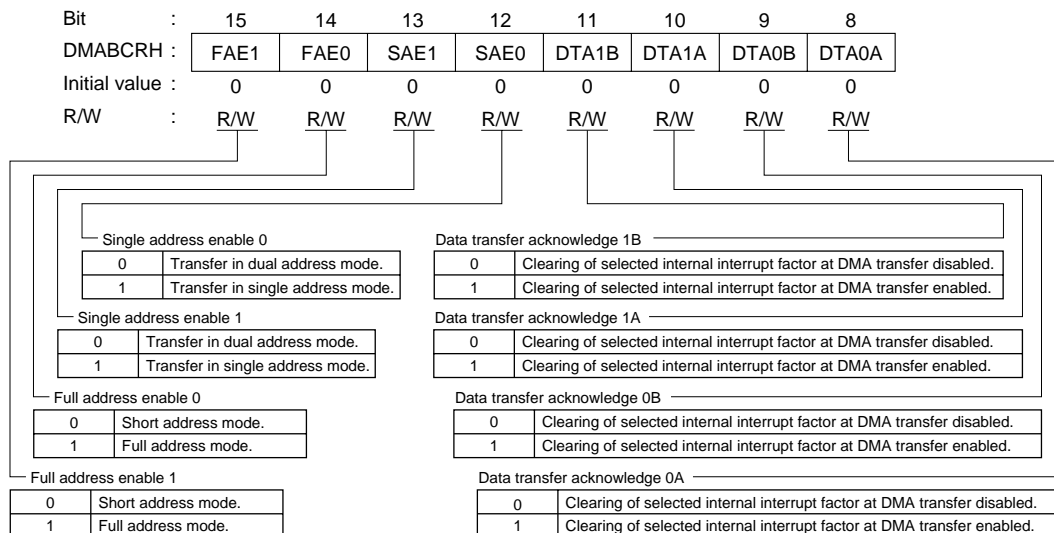 Bit : 15 14 13 12 11 10 9 8
DMABCRH : FAE1 FAE0 SAE1 SAE0 DTA1B DTA1A DTA0B DTA0A
Initial value : 0 0 0 0 0 0 0 0
R/W : R/W R/W R/W R/W R/W R/W R/W R/W
Single address enable 0
0 Transfer in dual address mode.
1 Transfer in single address mode.
Data transfer acknowledge 1B
0 Clearing of selected internal interrupt factor at DMA transfer disabled.
1 Clearing of selected internal interrupt factor at DMA transfer enabled.
Single address enable 1
0 Transfer in dual address mode.
1 Transfer in single address mode.
Data transfer acknowledge 1A
0 Clearing of selected internal interrupt factor at DMA transfer disabled.
1 Clearing of selected internal interrupt factor at DMA transfer enabled.
Full address enable 0
0 Short address mode.
1 Full address mode.
Data transfer acknowledge 0B
0 Clearing of selected internal interrupt factor at DMA transfer disabled.
1 Clearing of selected internal interrupt factor at DMA transfer enabled.
Full address enable 1
0 Short address mode.
1 Full address mode.
Data transfer acknowledge 0A
0 Clearing of selected internal interrupt factor at DMA transfer disabled.
1 Clearing of selected internal interrupt factor at DMA transfer enabled.